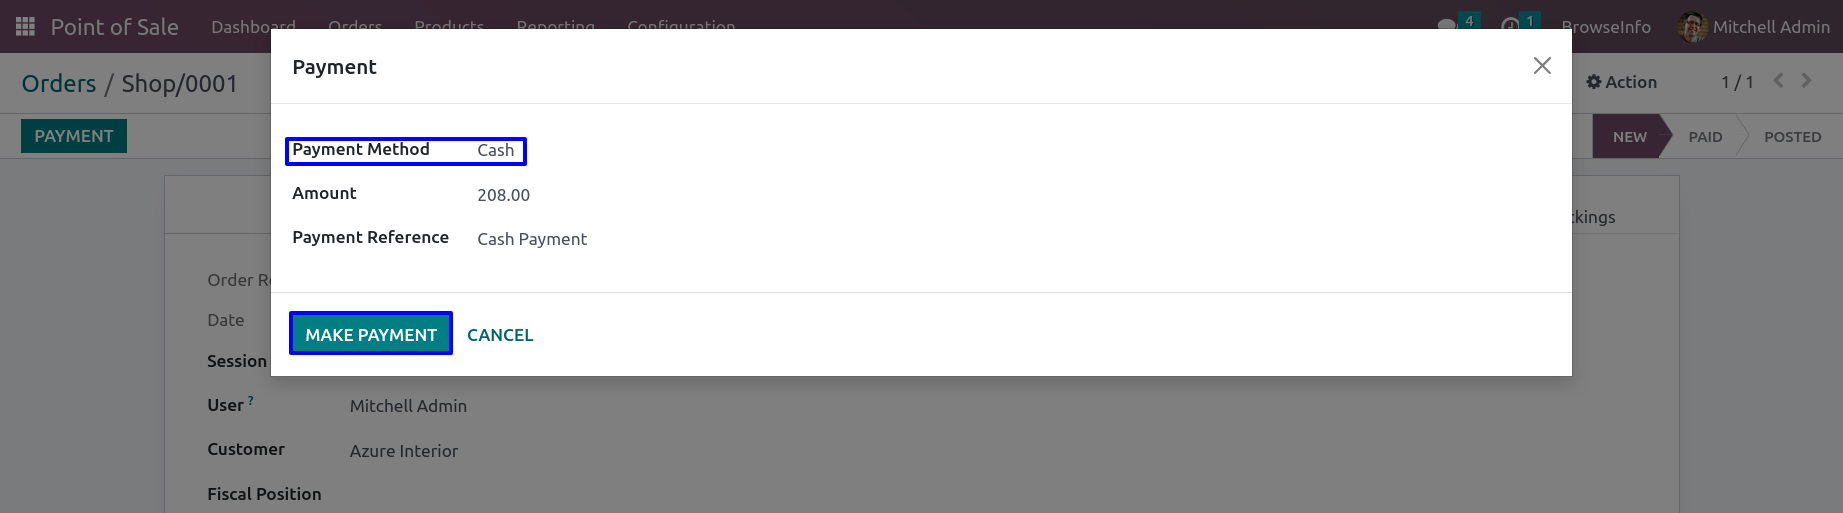 Point of Sale Dashboard Orders Products Reporting Configuration 4 1 BrowseInfo Mitchell Admin
Payment
Orders / Shop/0001
Action 1 / 1
PAYMENT
NEW PAID POSTED
Payment Method Cash
Amount 208.00
Payment Reference Cash Payment
Order
Date
MAKE PAYMENT CANCEL
Session
User ? Mitchell Admin
Customer Azure Interior
Fiscal Position